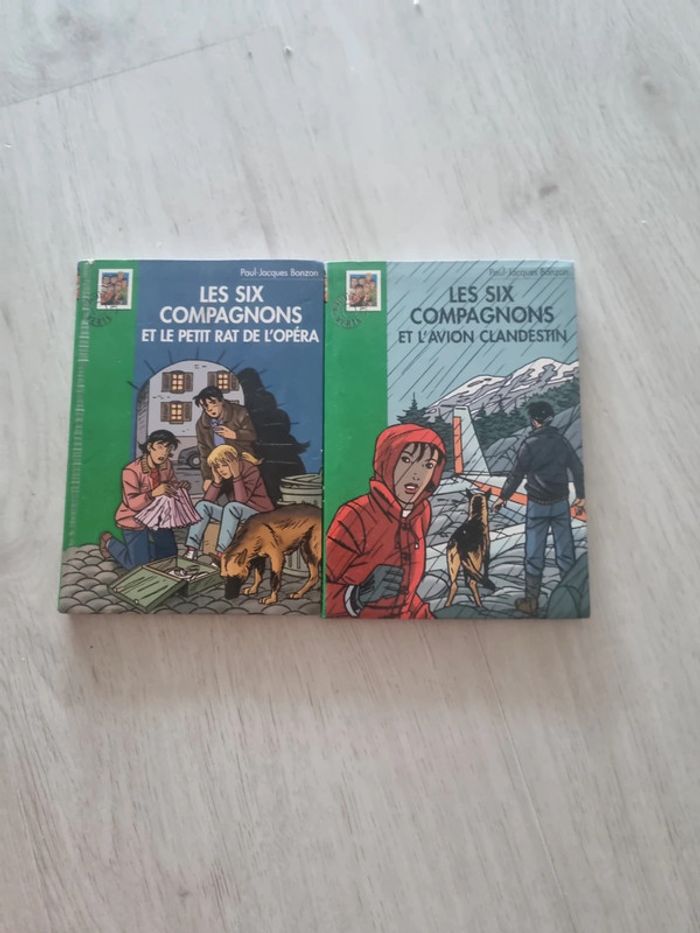 Paul-Jacques Bonzon
LES SIX
COMPAGNONS
ET LE PETIT RAT DE L'OPÉRA
Paul-Jacques Bonzon
LES SIX
COMPAGNONS
ET L'AVION CLANDESTIN